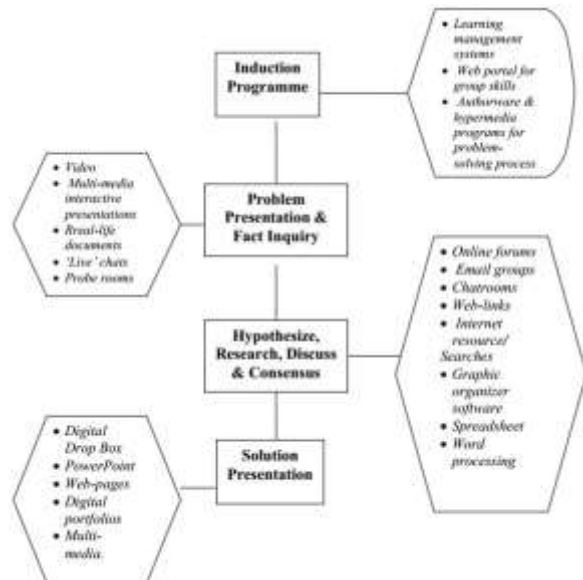 Induction
Programme
• Learning
management
systems
• Web portal for
group skills
• Authorware &
hypermedia
programs for
problem-
solving process
• Video
• Multi-media
interactive
presentations
• Rreal-life
documents
• 'Live' chats
• Probe rooms
Problem
Presentation &
Fact Inquiry
• Online forums
• Email groups
• Chatrooms
• Web-links
• Internet
resource/
Searches
• Graphic
organizer
software
• Spreadsheet
• Word
processing
Hypothesize,
Research, Discuss
& Consensus
• Digital
Drop Box
• PowerPoint
• Web-pages
• Digital
portfolios
• Multi-
media.
Solution
Presentation